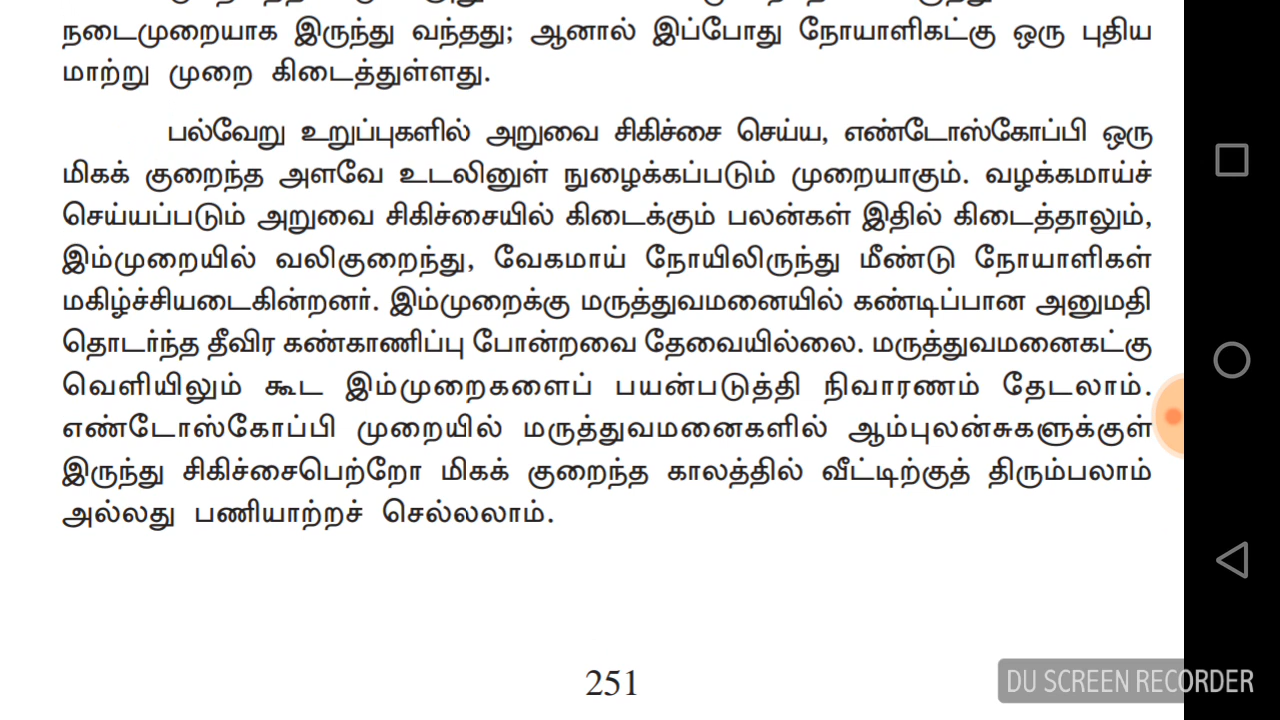 நடைமுறையாக இருந்து வந்தது; ஆனால் இப்போது நோயாளிகட்கு ஒரு புதிய
மாற்று முறை கிடைத்துள்ளது.
பல்வேறு உறுப்புகளில் அறுவை சிகிச்சை செய்ய, எண்டோஸ்கோப்பி ஒரு
மிகக் குறைந்த அளவே உடலினுள் நுழைக்கப்படும் முறையாகும். வழக்கமாய்ச்
செய்யப்படும் அறுவை சிகிச்சையில் கிடைக்கும் பலன்கள் இதில் கிடைத்தாலும்,
இம்முறையில் வலிகுறைந்து, வேகமாய் நோயிலிருந்து மீண்டு நோயாளிகள்
மகிழ்ச்சியடைகின்றனர். இம்முறைக்கு மருத்துவமனையில் கண்டிப்பான அனுமதி
தொடர்ந்த தீவிர கண்காணிப்பு போன்றவை தேவையில்லை. மருத்துவமனைகட்கு
வெளியிலும் கூட இம்முறைகளைப் பயன்படுத்தி நிவாரணம் தேடலாம்.
எண்டோஸ்கோப்பி முறையில் மருத்துவமனைகளில் ஆம்புலன்சுகளுக்குள்
இருந்து சிகிச்சைபெற்றோ மிகக் குறைந்த காலத்தில் வீட்டிற்குத் திரும்பலாம்
அல்லது பணியாற்றச் செல்லலாம்.
251
DU SCREEN RECORDER